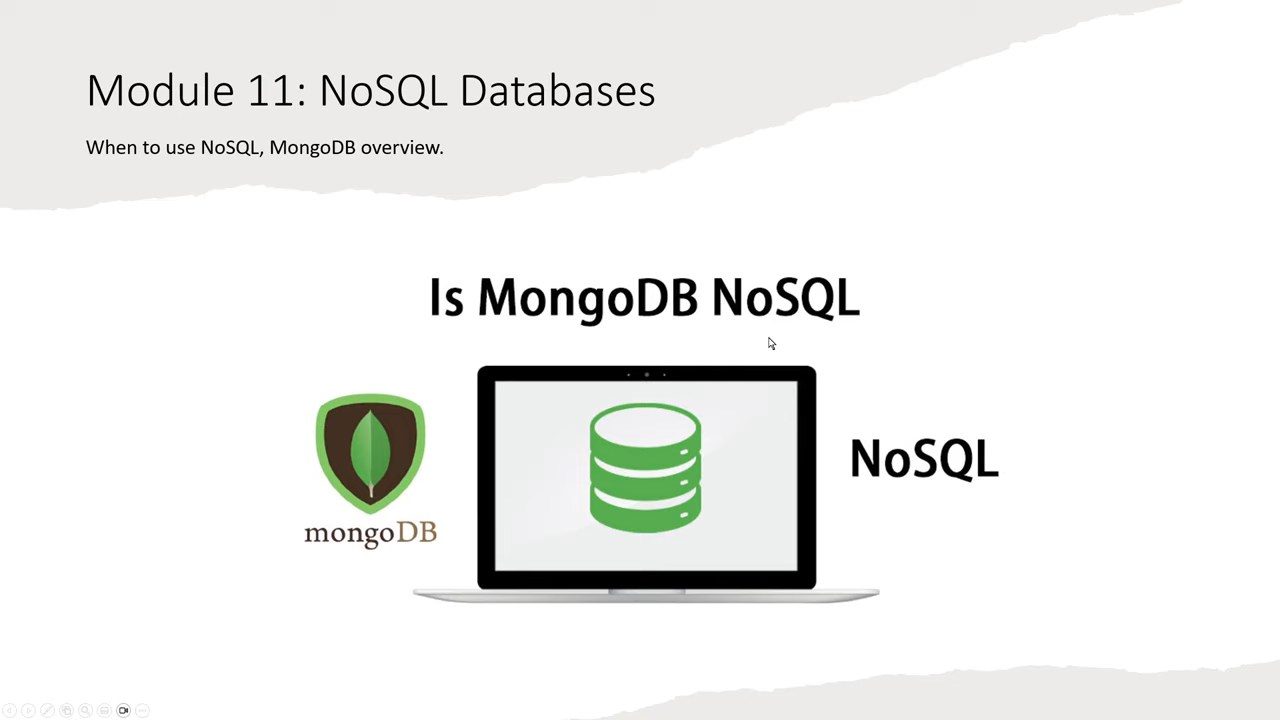 Module 11: NoSQL Databases
When to use NoSQL, MongoDB overview.
Is MongoDB NoSQL
NoSQL
mongoDB